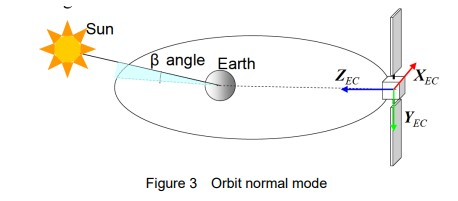 Sun
β angle
Earth
Z_EC
X_EC
Y_EC
Figure 3 Orbit normal mode